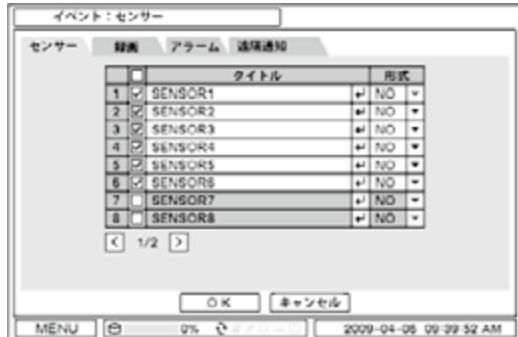 イベント：センサー
センサー 録画 アラーム 遠隔通知
タイトル 形式
1 SENSOR1 NO
2 SENSOR2 NO
3 SENSOR3 NO
4 SENSOR4 NO
5 SENSOR5 NO
6 SENSOR6 NO
7 SENSOR7 NO
8 SENSOR8 NO
< 1/2 >
OK キャンセル
MENU 0% 2009-04-06 09:39:52 AM